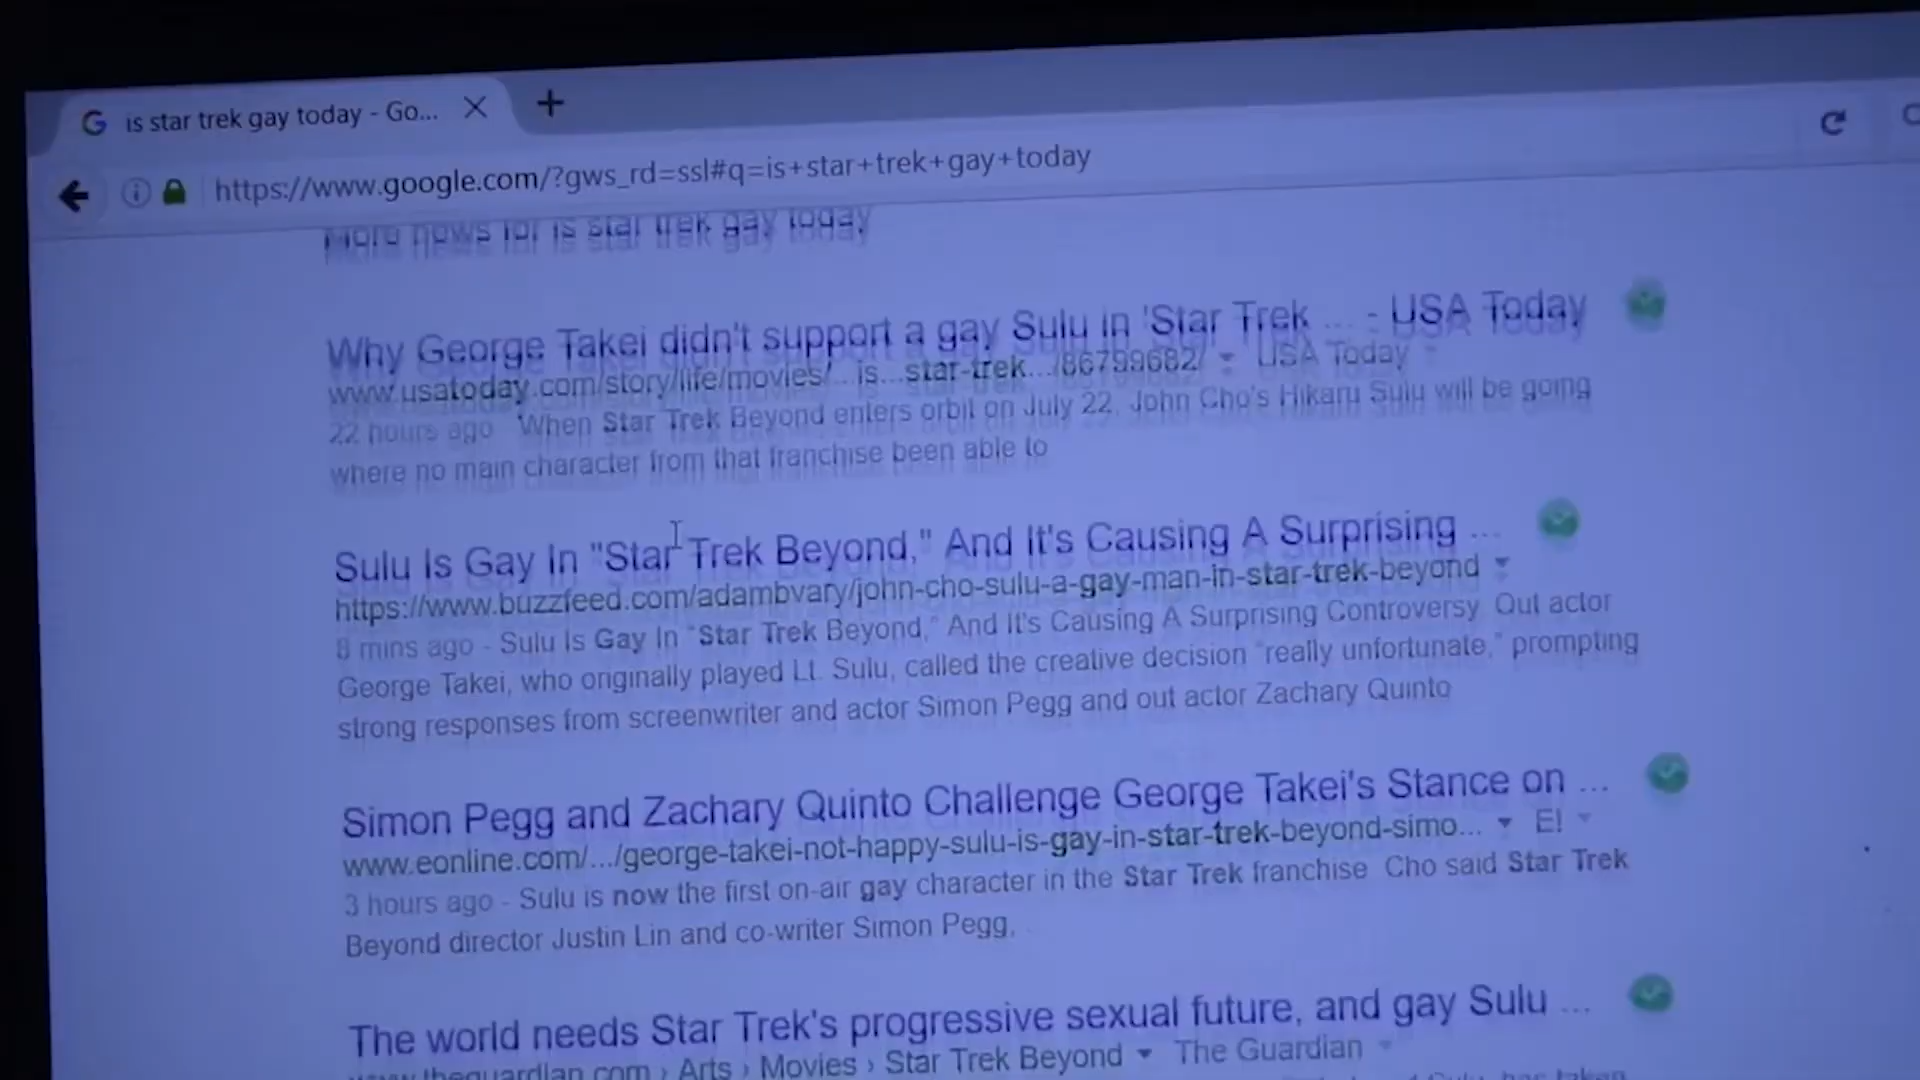 is star trek gay today - Go...
https://www.google.com/?gws_rd=ssl#q=is+star+trek+gay+today
More news for is star trek gay today
Why George Takei didn't support a gay Sulu in 'Star Trek ... - USA Today
www.usatoday.com/story/life/movies/...is...star-trek.../86799682/ USA Today
22 hours ago When Star Trek Beyond enters orbit on July 22, John Cho's Hikaru Sulu will be going
where no main character from that franchise been able to
Sulu Is Gay In "Star Trek Beyond," And It's Causing A Surprising ...
https://www.buzzfeed.com/adambvary/john-cho-sulu-a-gay-man-in-star-trek-beyond
8 mins ago - Sulu Is Gay In "Star Trek Beyond," And It's Causing A Surprising Controversy. Out actor
George Takei, who originally played Lt. Sulu, called the creative decision "really unfortunate," prompting
strong responses from screenwriter and actor Simon Pegg and out actor Zachary Quinto
Simon Pegg and Zachary Quinto Challenge George Takei's Stance on ...
www.eonline.com/.../george-takei-not-happy-sulu-is-gay-in-star-trek-beyond-simo... E!
3 hours ago - Sulu is now the first on-air gay character in the Star Trek franchise. Cho said Star Trek
Beyond director Justin Lin and co-writer Simon Pegg,
The world needs Star Trek's progressive sexual future, and gay Sulu ...
www.theguardian.com › Arts › Movies › Star Trek Beyond The Guardian